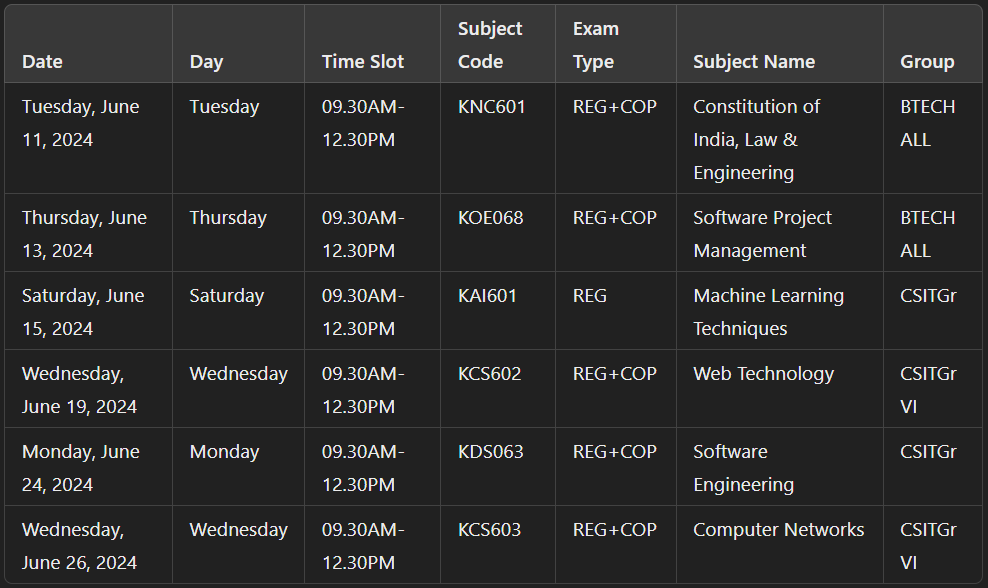 Date Day Time Slot Subject Code Exam Type Subject Name Group
Tuesday, June 11, 2024 Tuesday 09.30AM-12.30PM KNC601 REG+COP Constitution of India, Law & Engineering BTECH ALL
Thursday, June 13, 2024 Thursday 09.30AM-12.30PM KOE068 REG+COP Software Project Management BTECH ALL
Saturday, June 15, 2024 Saturday 09.30AM-12.30PM KAI601 REG Machine Learning Techniques CSITGr
Wednesday, June 19, 2024 Wednesday 09.30AM-12.30PM KCS602 REG+COP Web Technology CSITGr VI
Monday, June 24, 2024 Monday 09.30AM-12.30PM KDS063 REG+COP Software Engineering CSITGr
Wednesday, June 26, 2024 Wednesday 09.30AM-12.30PM KCS603 REG+COP Computer Networks CSITGr VI